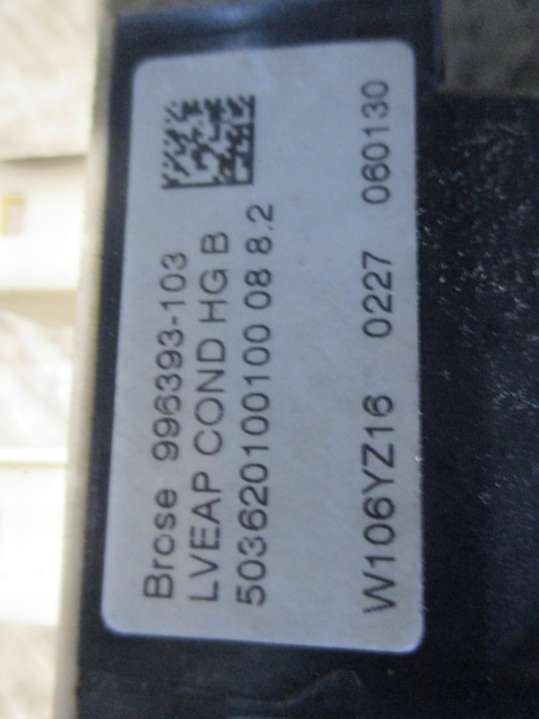 Brose 996393-103
LVEAP COND HG B
503620100100 08 8.2
W106YZ16 0227 060130